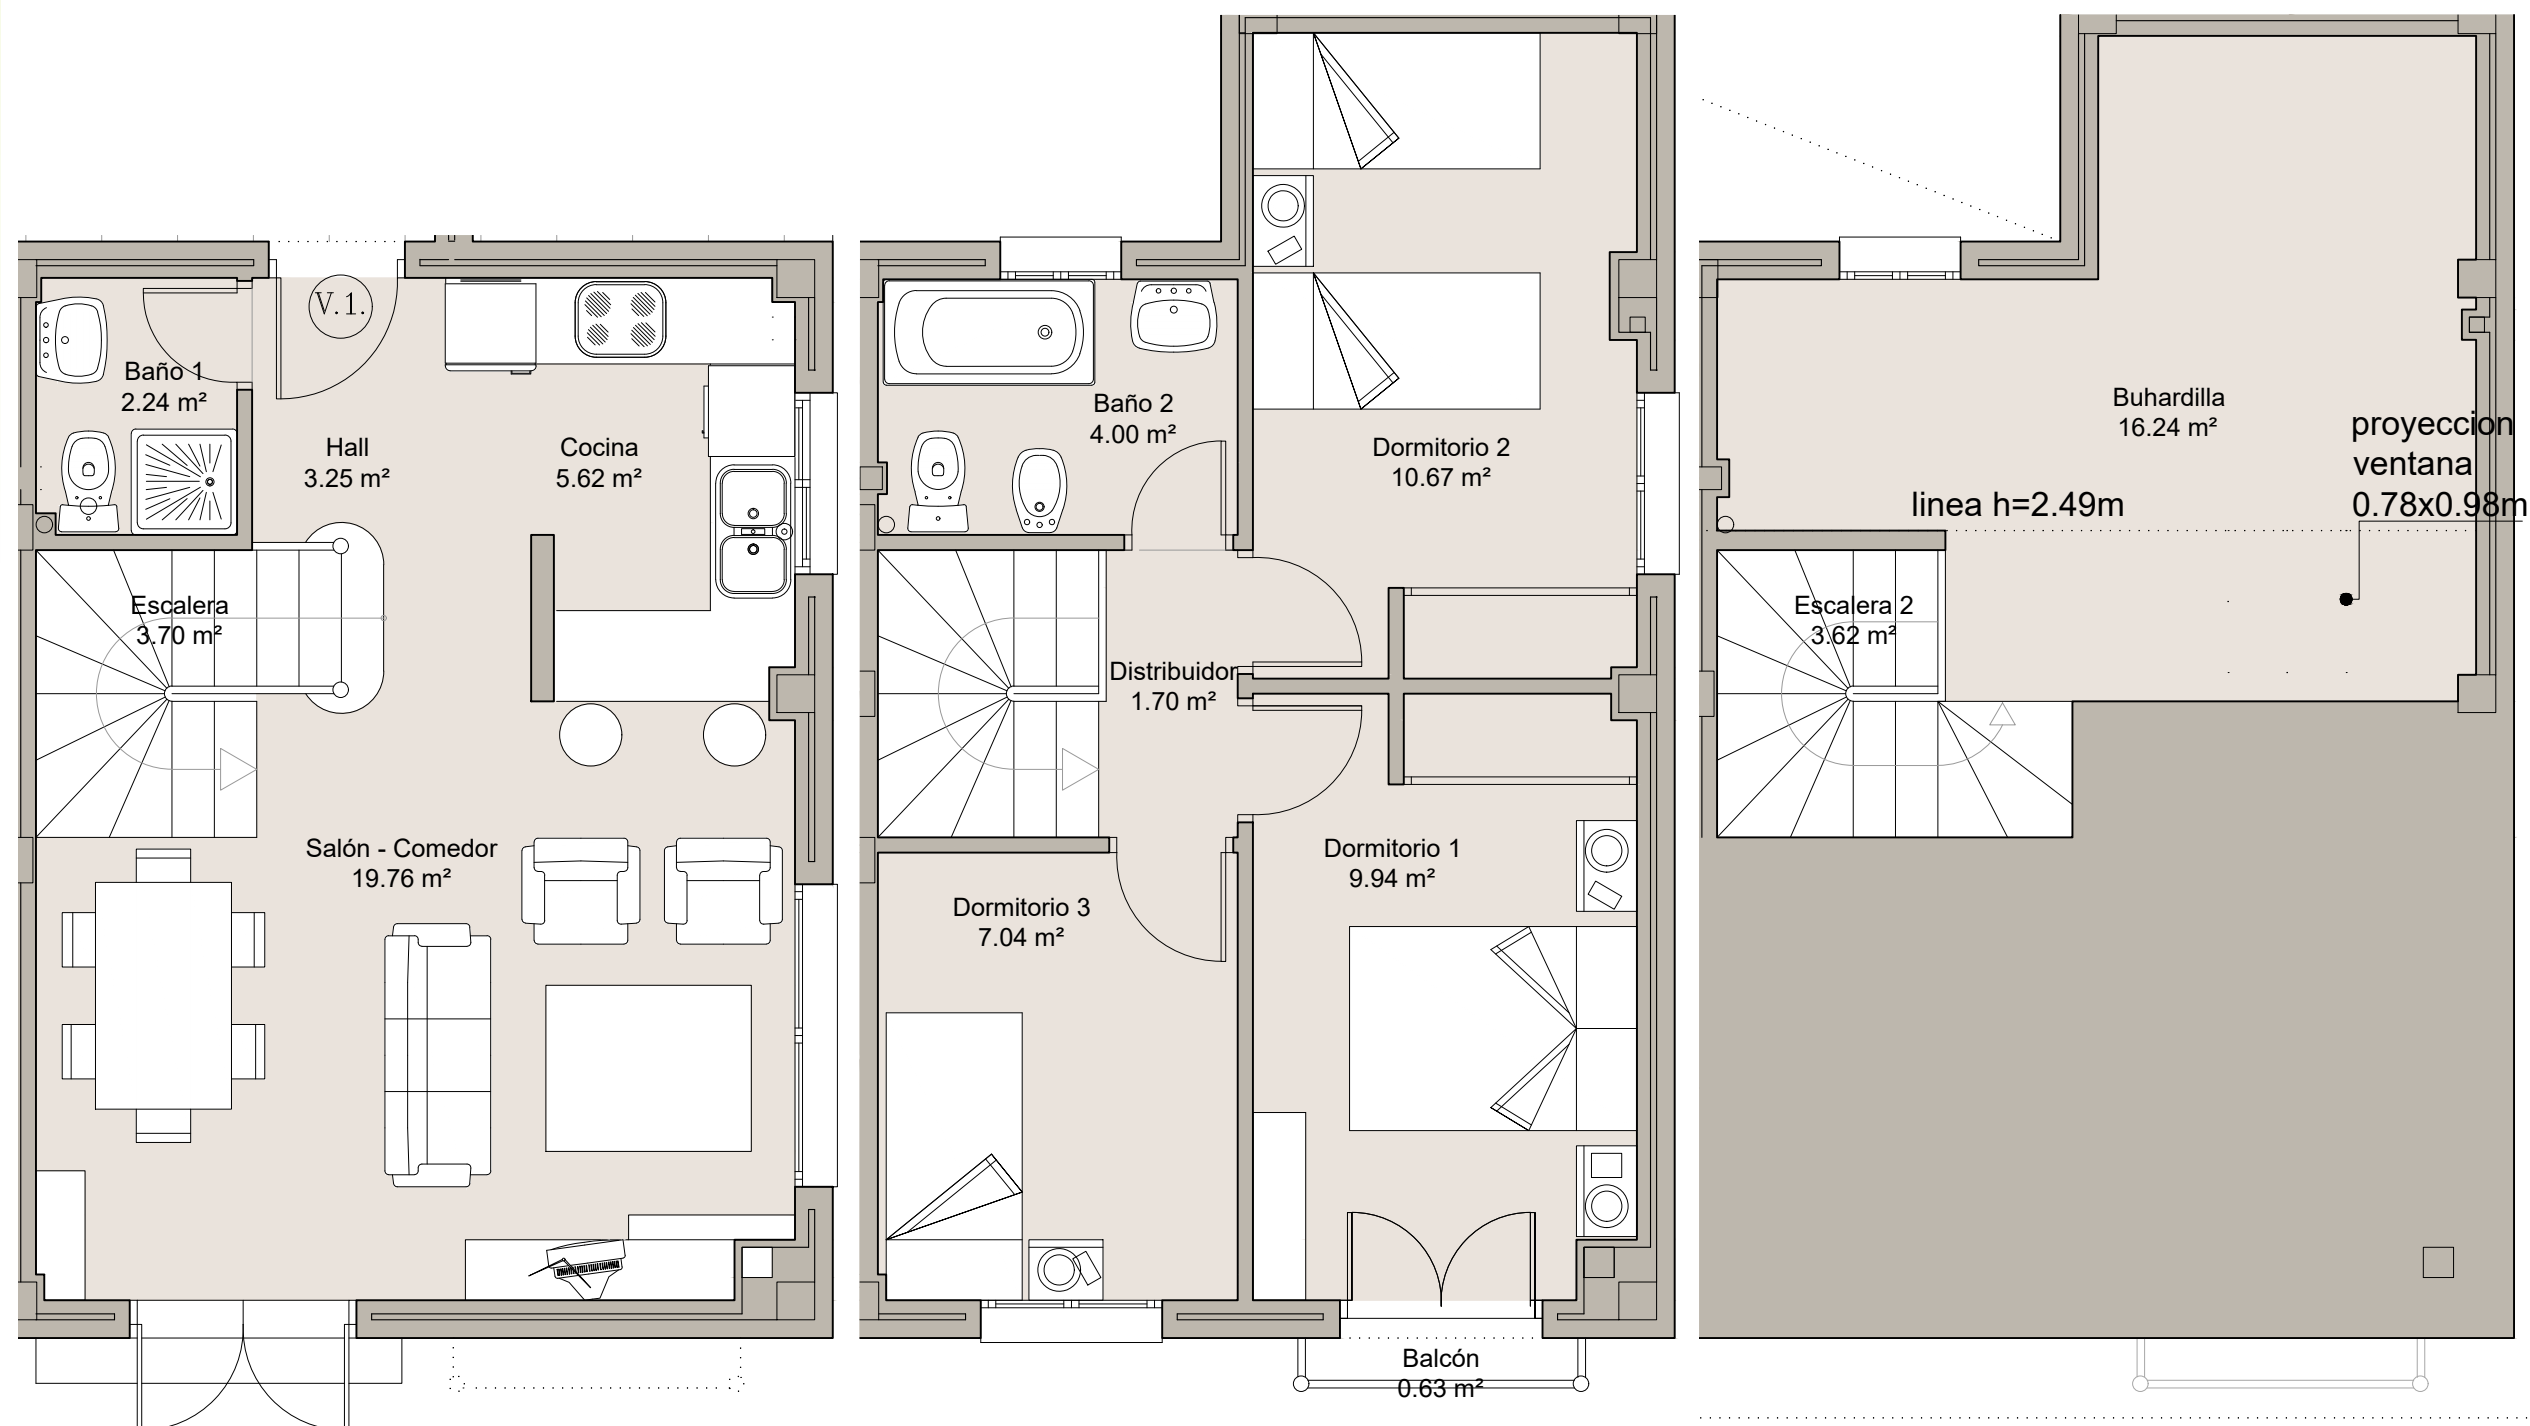 V.1.
Baño 1
2.24 m²
Hall
3.25 m²
Cocina
5.62 m²
Escalera
3.70 m²
Salón - Comedor
19.76 m²
Baño 2
4.00 m²
Dormitorio 2
10.67 m²
Distribuidor
1.70 m²
Dormitorio 1
9.94 m²
Dormitorio 3
7.04 m²
Balcón
0.63 m²
Buhardilla
16.24 m²
proyeccion
ventana
0.78x0.98m
linea h=2.49m
Escalera 2
3.62 m²